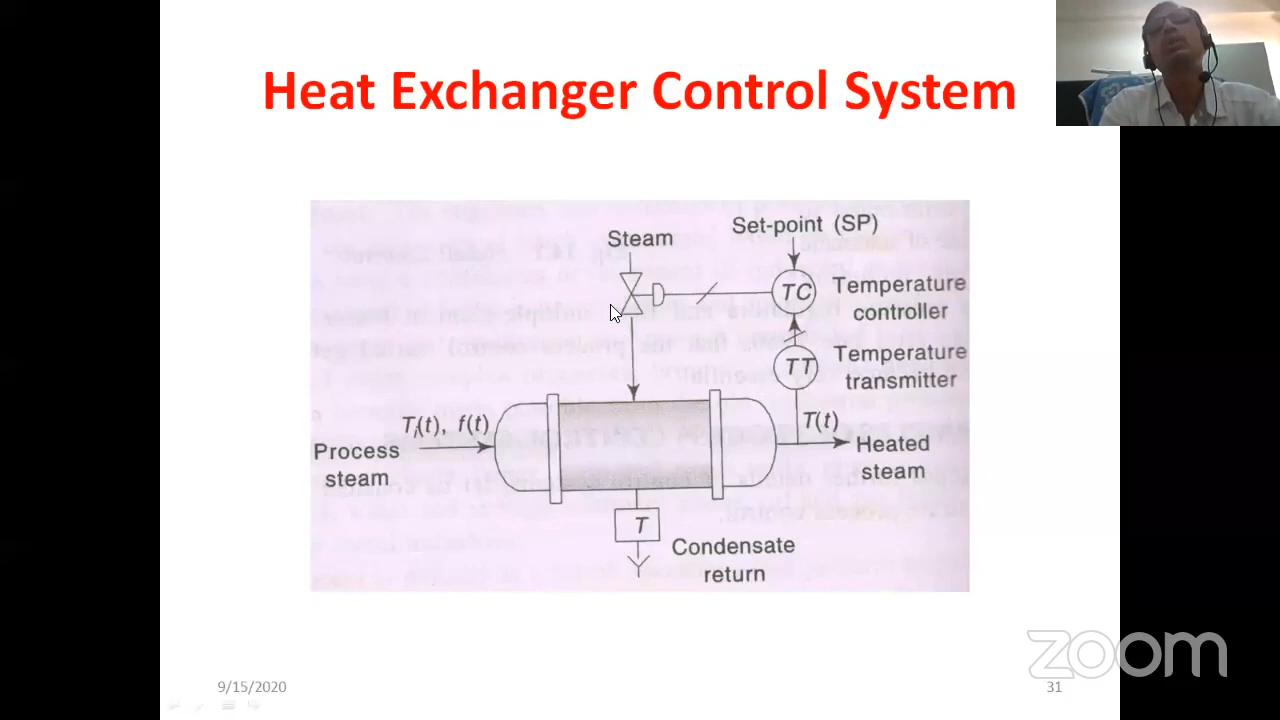 Heat Exchanger Control System
Steam
Set-point (SP)
TC
Temperature
controller
TT
Temperature
transmitter
Tᵢ(t), f(t)
Process
steam
T(t)
Heated
steam
T
Condensate
return
zoom
9/15/2020
31